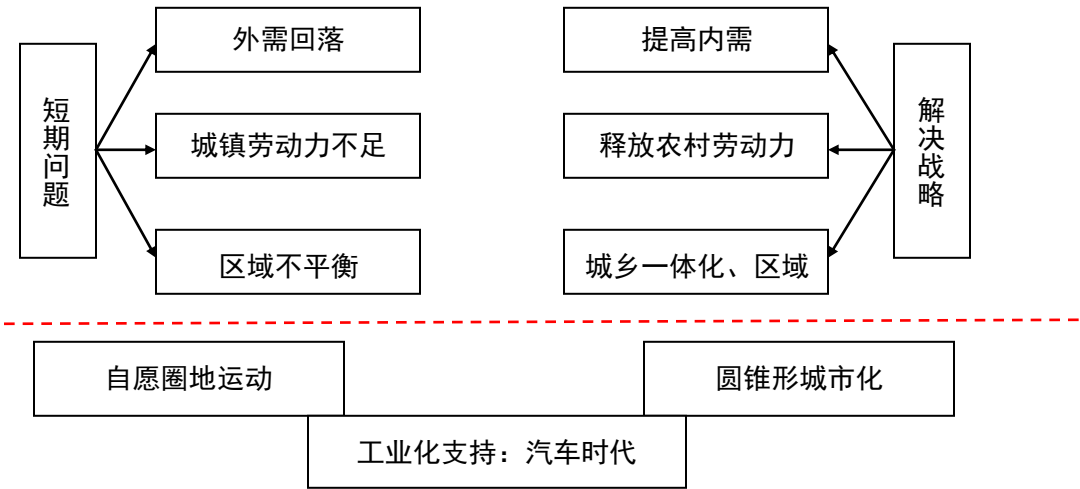 短期问题
外需回落
城镇劳动力不足
区域不平衡
提高内需
释放农村劳动力
城乡一体化、区域
解决战略
自愿圈地运动
圆锥形城市化
工业化支持：汽车时代